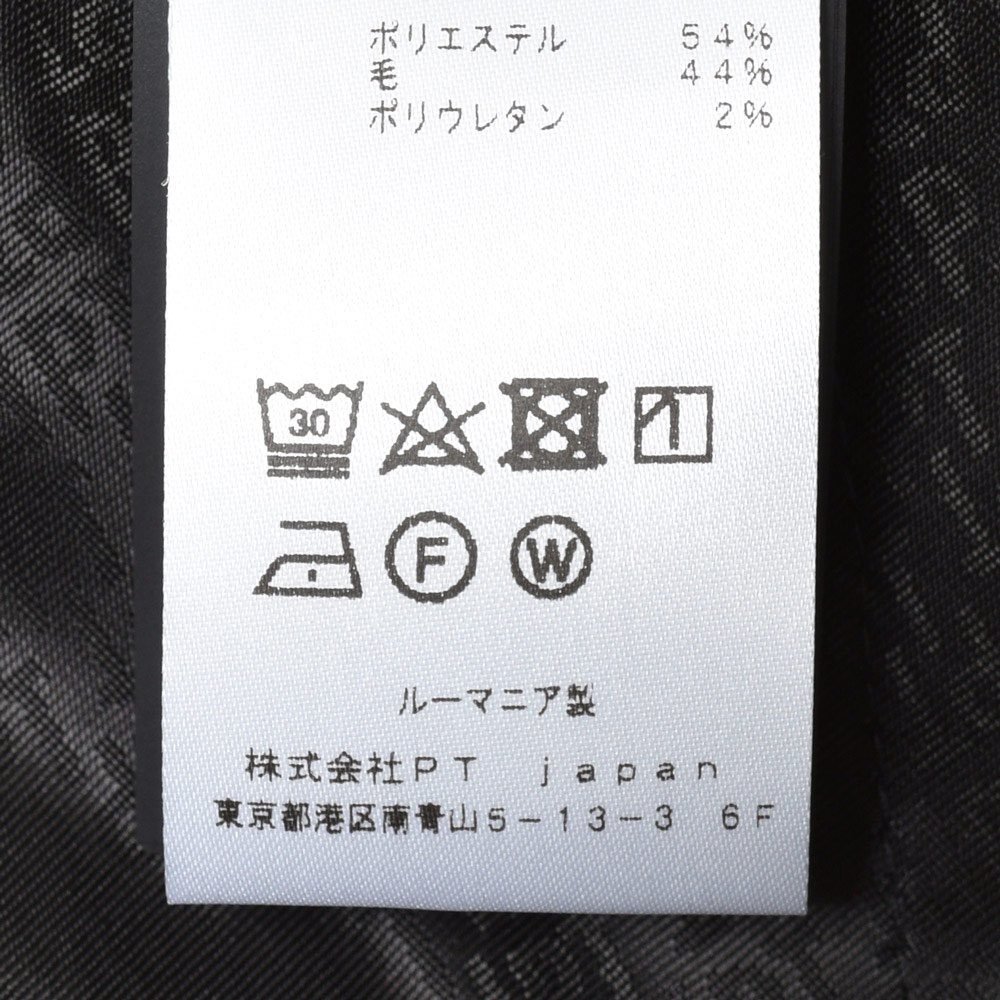 ポリエステル 54%
毛 44%
ポリウレタン 2%
30
F W
ルーマニア製
株式会社PT japan
東京都港区南青山5-13-3 6F